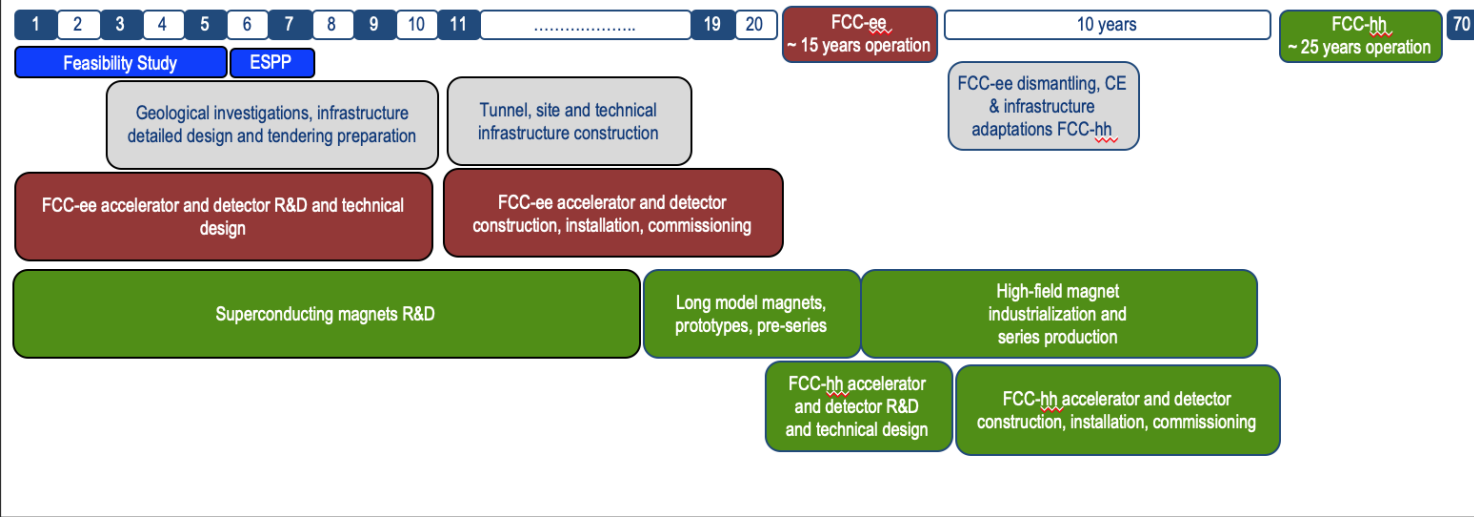 1 2 3 4 5 6 7 8 9 10 11 ..................... 19 20
FCC-ee
~ 15 years operation
10 years
FCC-hh
~ 25 years operation
70
Feasibility Study
ESPP
Geological investigations, infrastructure
detailed design and tendering preparation
Tunnel, site and technical
infrastructure construction
FCC-ee dismantling, CE
& infrastructure
adaptations FCC-hh
FCC-ee accelerator and detector R&D and technical
design
FCC-ee accelerator and detector
construction, installation, commissioning
Superconducting magnets R&D
Long model magnets,
prototypes, pre-series
High-field magnet
industrialization and
series production
FCC-hh accelerator
and detector R&D
and technical design
FCC-hh accelerator and detector
construction, installation, commissioning